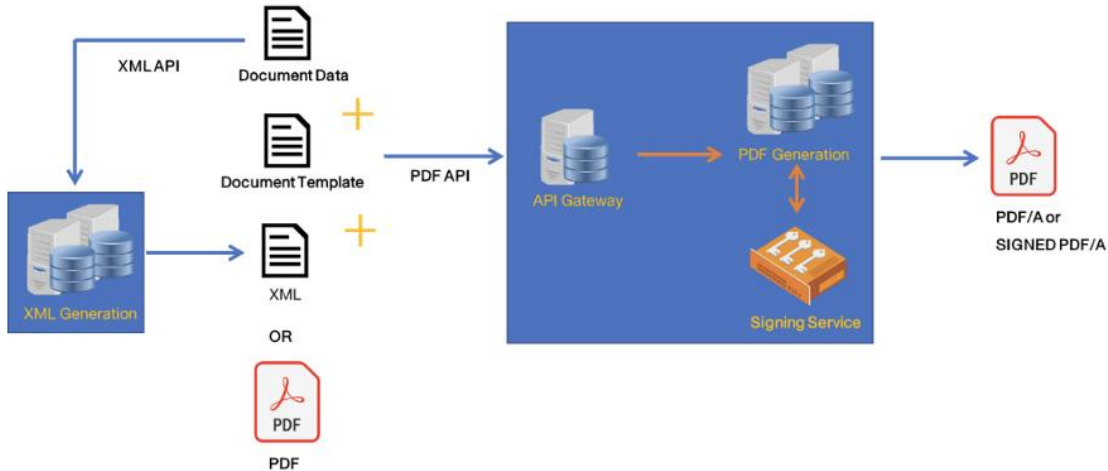 XML API
Document Data
Document Template
PDF API
XML Generation
XML
OR
PDF
PDF
API Gateway
PDF Generation
Signing Service
PDF
PDF/A or
SIGNED PDF/A